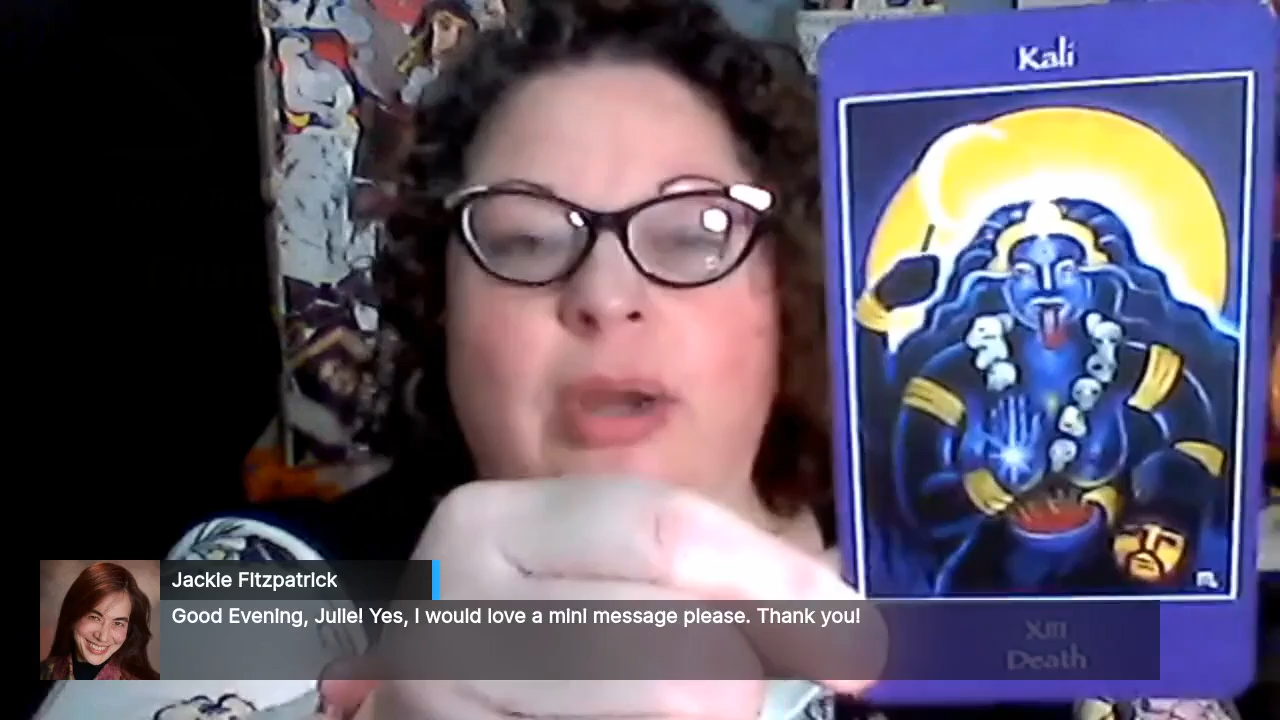 Kali
XIII
Death
Jackie Fitzpatrick
Good Evening, Julie! Yes, I would love a mini message please. Thank you!